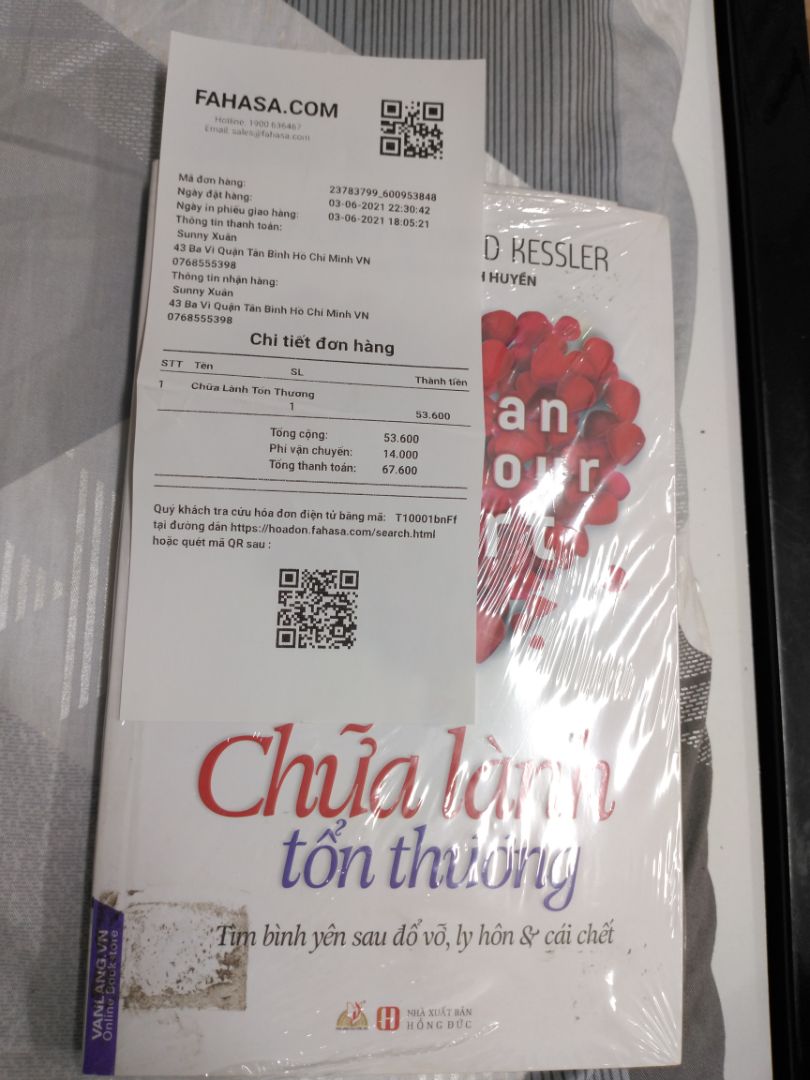 FAHASA.COM
Hotline: 1900 636467
Email: sales@fahasa.com
Mã đơn hàng: 23783799_600953848
Ngày đặt hàng: 03-06-2021 22:30:42
Ngày in phiếu giao hàng: 03-06-2021 18:05:21
Thông tin thanh toán:
Sunny Xuân
43 Ba Vì Quận Tân Bình Hồ Chí Minh VN
0768555398
Thông tin nhận hàng:
Sunny Xuân
43 Ba Vì Quận Tân Bình Hồ Chí Minh VN
0768555398
Chi tiết đơn hàng
STT Tên SL Thành tiền
1 Chữa Lành Tổn Thương
1 53.600
Tổng cộng: 53.600
Phí vận chuyển: 14.000
Tổng thanh toán: 67.600
Quý khách tra cứu hóa đơn điện tử bằng mã: T10001bnFf
tại đường dẫn https://hoadon.fahasa.com/search.html
hoặc quét mã QR sau :
D KESSLER
H HUYỀN
an
our
Chữa lành
tổn thương
Tìm bình yên sau đổ vỡ, ly hôn & cái chết
VANLANG.VN
Online Bookstore
NHÀ XUẤT BẢN
HỒNG ĐỨC